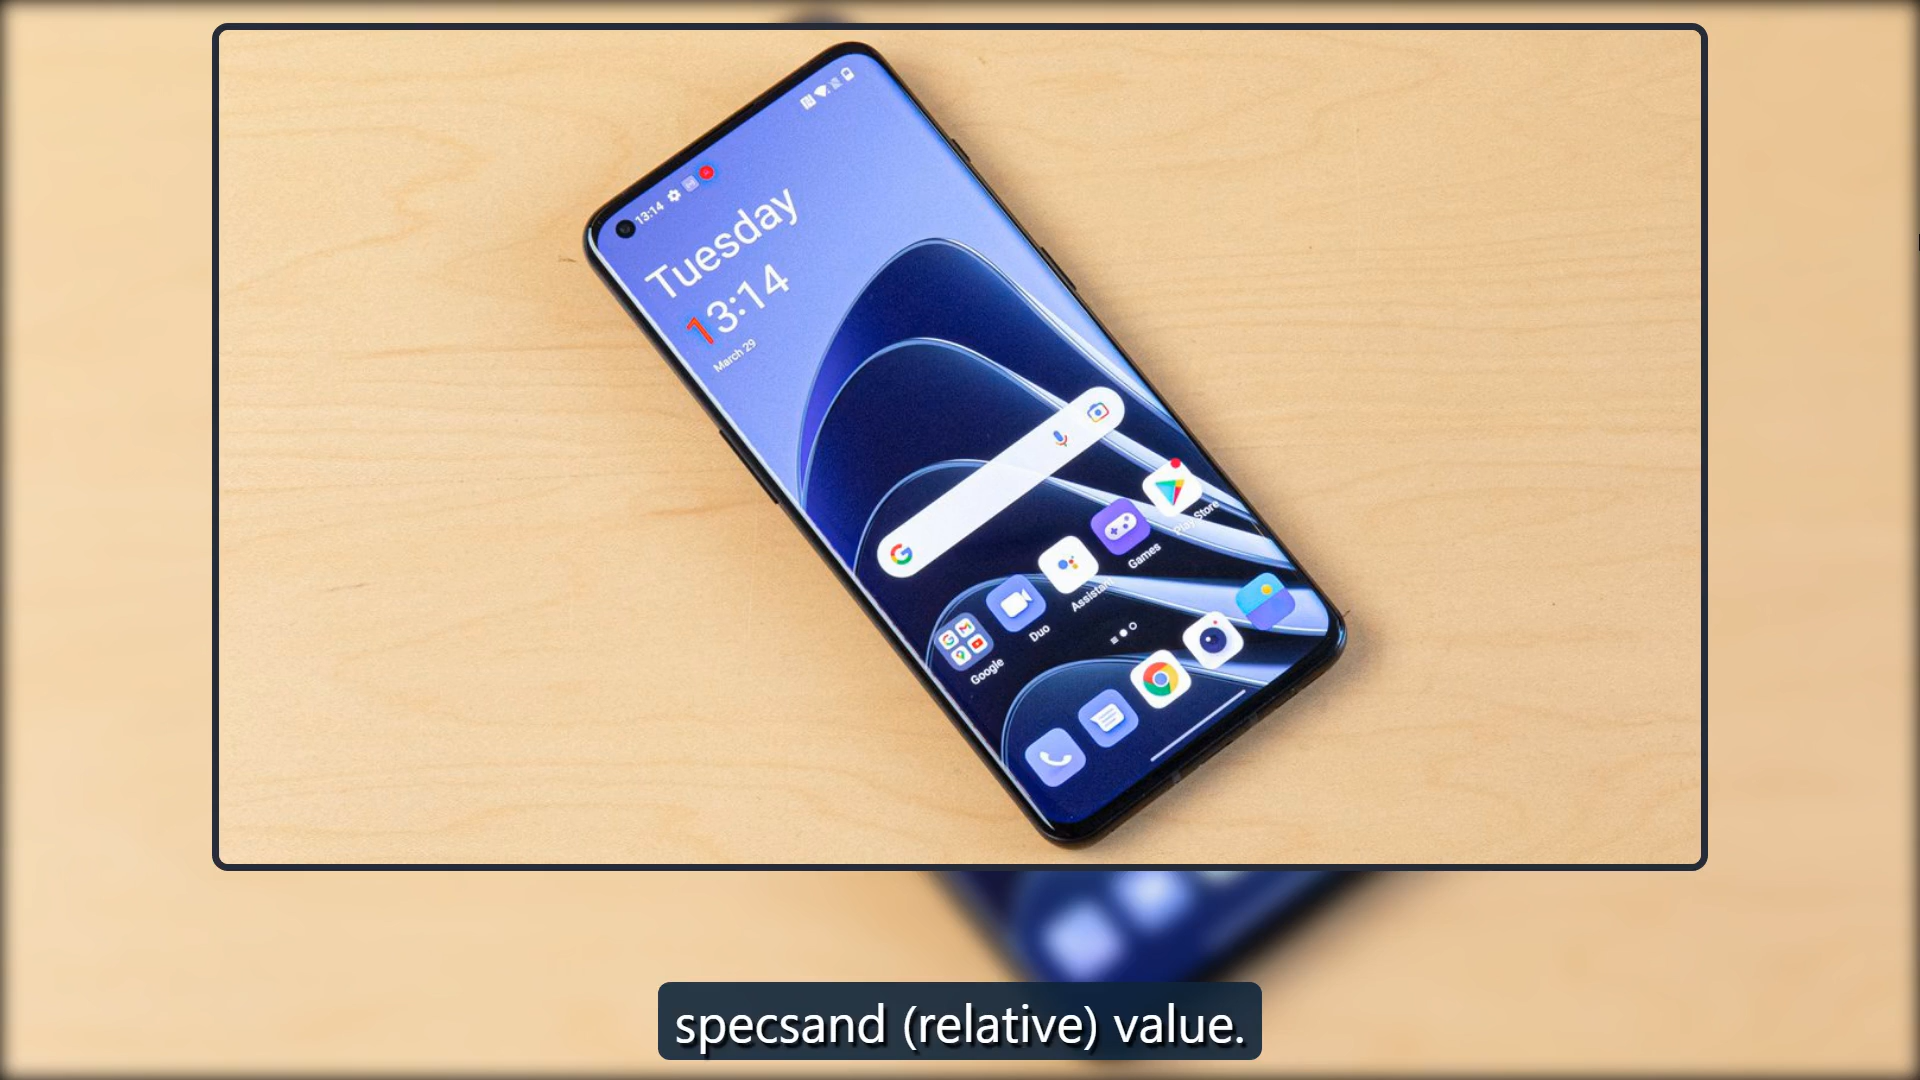 13:14
Tuesday
13:14
March 29
Play Store
Games
Assistant
Duo
Google
specsand (relative) value.